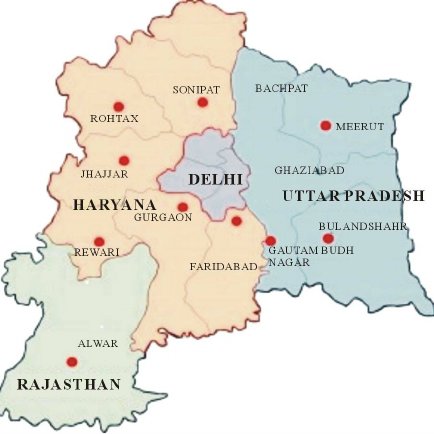 SONIPAT
BACHPAT
ROHTAX
MEERUT
JHAJJAR
GHAZIABAD
DELHI
UTTAR PRADESH
HARYANA
GURGAON
BULANDSHAHR
REWARI
GAUTAM BUDH
NAGAR
FARIDABAD
ALWAR
RAJASTHAN